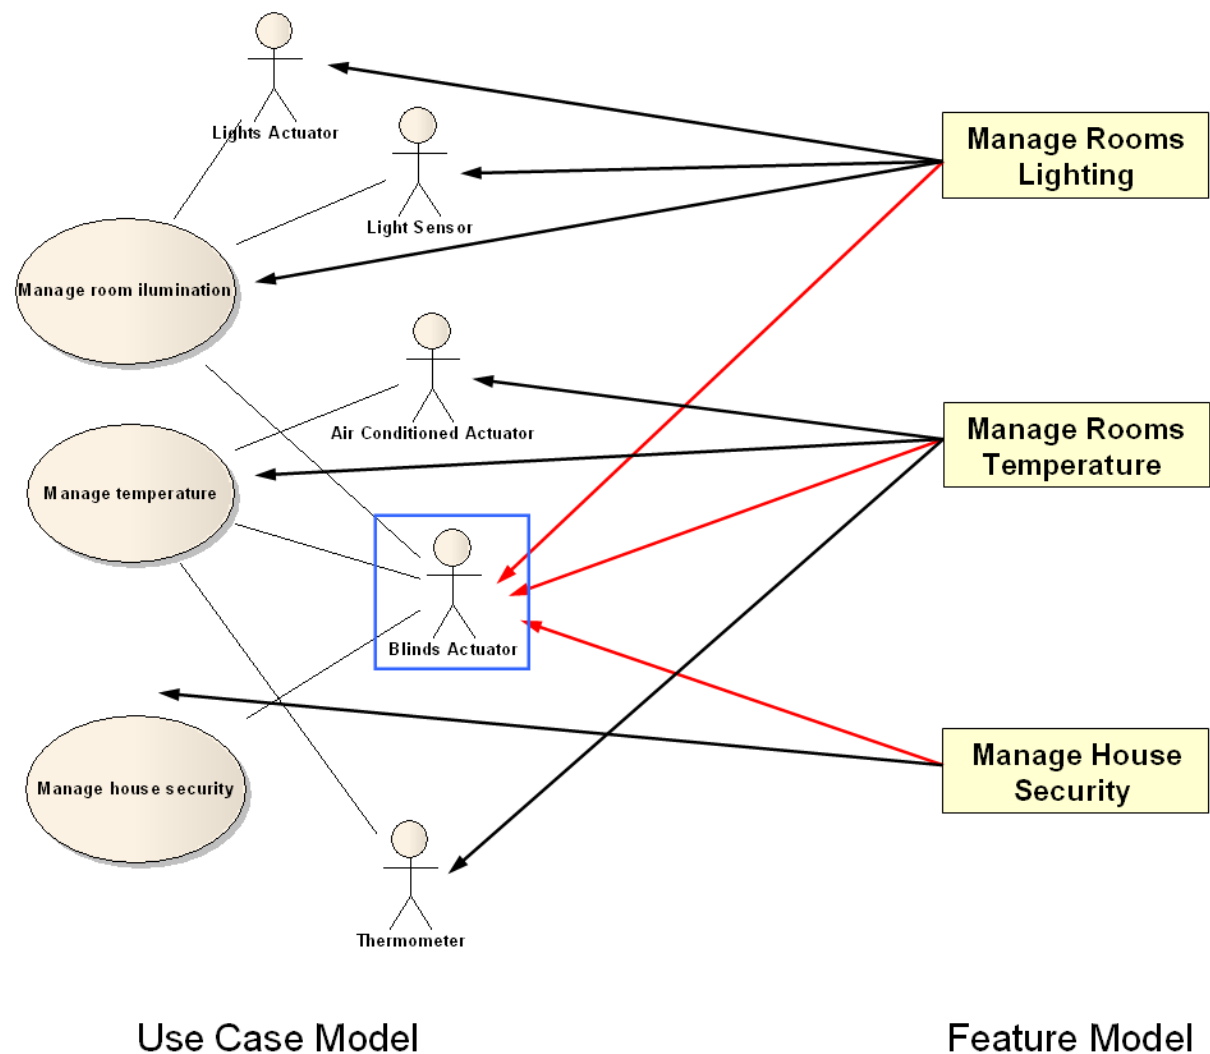 Lights Actuator
Light Sensor
Manage room ilumination
Air Conditioned Actuator
Manage temperature
Blinds Actuator
Manage house security
Thermometer
Manage Rooms
Lighting
Manage Rooms
Temperature
Manage House
Security
Use Case Model
Feature Model